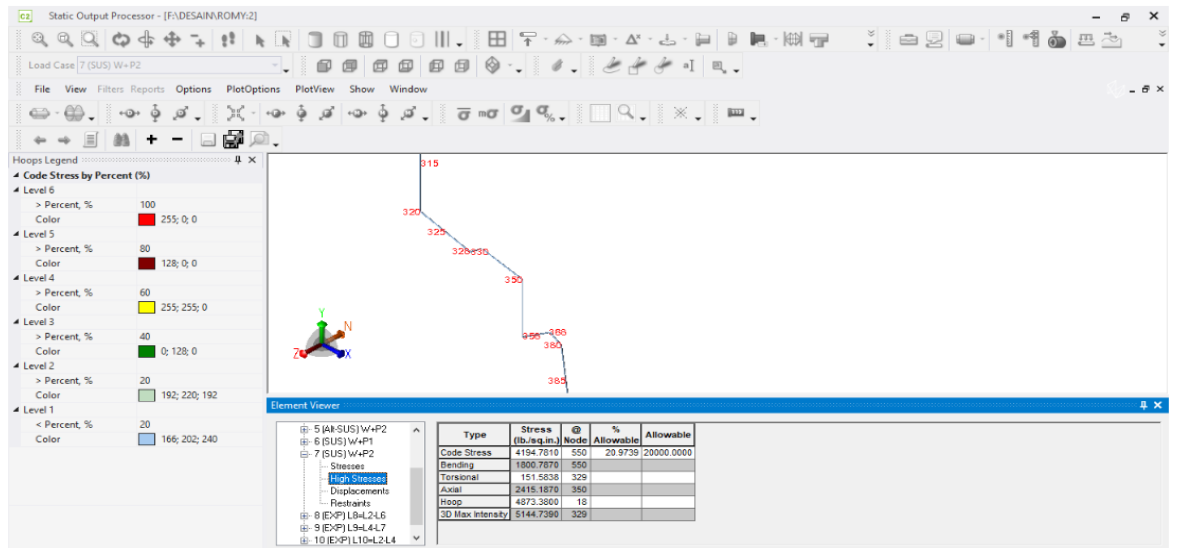 C2 Static Output Processor - [F:\DESAIN\ROMY:2]
Load Case 7 (SUS) W+P2
File View Filters Reports Options PlotOptions PlotView Show Window
Hoops Legend
Code Stress by Percent (%)
Level 6
> Percent, % 100
Color 255; 0; 0
Level 5
> Percent, % 80
Color 128; 0; 0
Level 4
> Percent, % 60
Color 255; 255; 0
Level 3
> Percent, % 40
Color 0; 128; 0
Level 2
> Percent, % 20
Color 192; 220; 192
Level 1
< Percent, % 20
Color 166; 202; 240
315
320
325
350
380
385
Y
N
Z
X
Element Viewer
5 (Alt-SUS) W+P2
6 (SUS) W+P1
7 (SUS) W+P2
Stresses
High Stresses
Displacements
Restraints
8 (EXP) L8=L2-L6
9 (EXP) L9=L4-L7
10 (EXP) L10=L2-L4
Type Stress (lb./sq.in.) @ Node % Allowable Allowable
Code Stress 4194.7810 550 20.9739 20000.0000
Bending 1800.7870 550
Torsional 151.5838 329
Axial 2415.1870 350
Hoop 4873.3800 18
3D Max Intensity 5144.7390 329